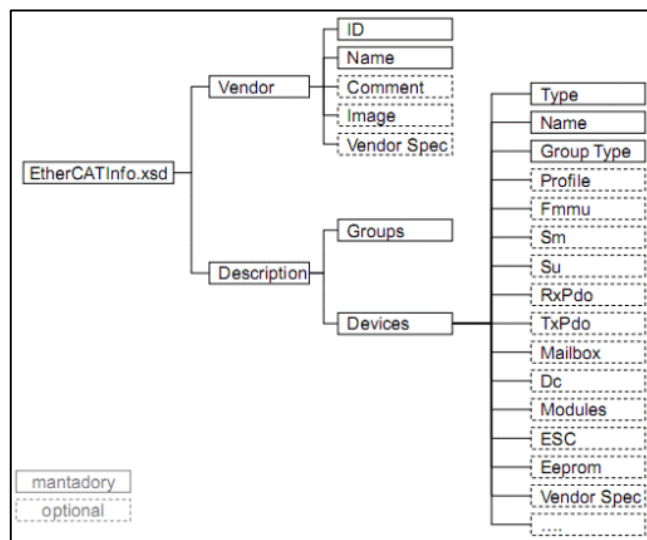 EtherCATInfo.xsd
Vendor
ID
Name
Comment
Image
Vendor Spec
Description
Groups
Devices
Type
Name
Group Type
Profile
Fmmu
Sm
Su
RxPdo
TxPdo
Mailbox
Dc
Modules
ESC
Eeprom
Vendor Spec
....
mantadory
optional